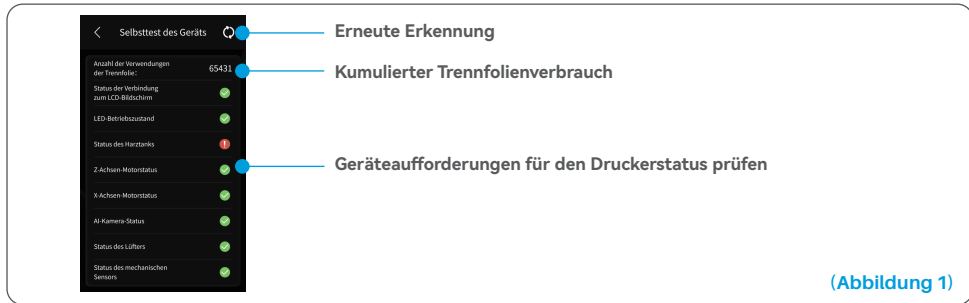 Selbsttest des Geräts
Erneute Erkennung
Anzahl der Verwendungen
der Trennfolie:
65431
Kumulierter Trennfolienverbrauch
Status der Verbindung
zum LCD-Bildschirm
LED-Betriebszustand
Status des Harztanks
Z-Achsen-Motorstatus
Geräteaufforderungen für den Druckerstatus prüfen
X-Achsen-Motorstatus
AI-Kamera-Status
Status des Lüfters
Status des mechanischen
Sensors
(Abbildung 1)